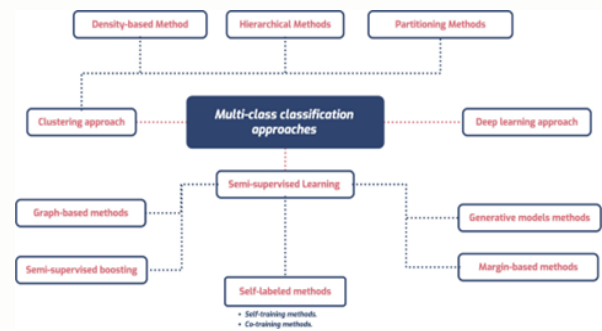 Density-based Method
Hierarchical Methods
Partitioning Methods
Clustering approach
Multi-class classification
approaches
Deep learning approach
Semi-supervised Learning
Graph-based methods
Generative models methods
Semi-supervised boosting
Margin-based methods
Self-labeled methods
• Self-training methods.
• Co-training methods.